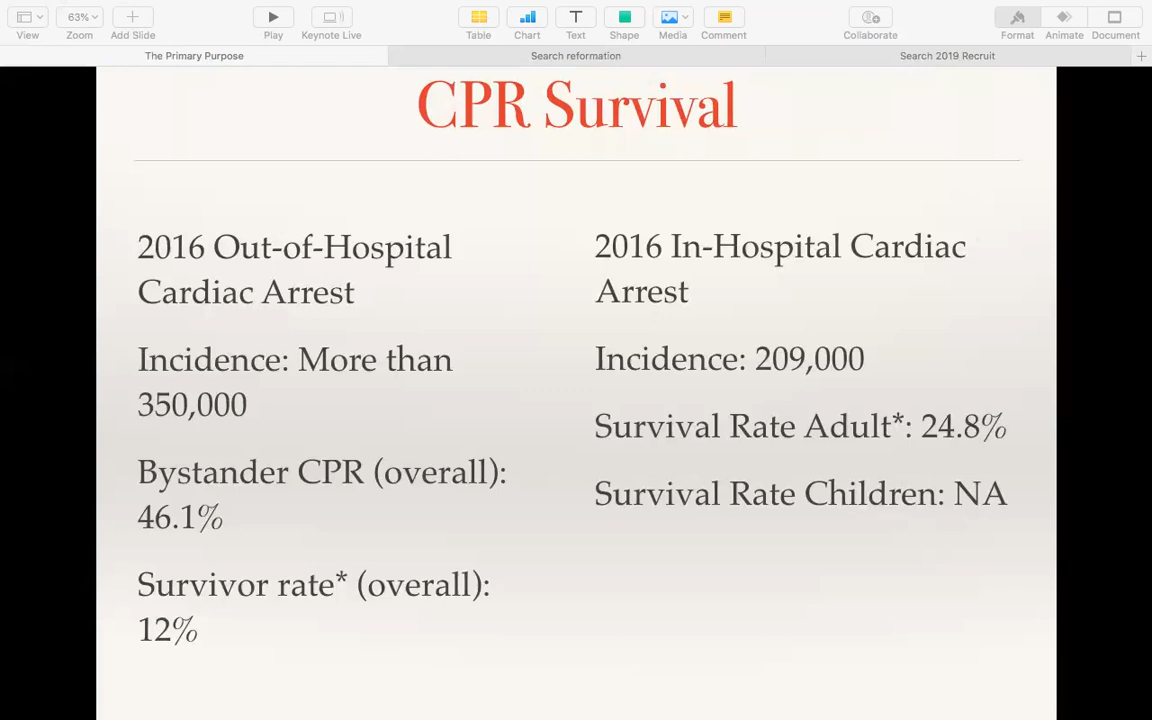 63%
View
Zoom
Add Slide
Play
Keynote Live
Table
Chart
Text
Shape
Media
Comment
Collaborate
Format
Animate
Document
The Primary Purpose
Search reformation
Search 2019 Recruit
CPR Survival
2016 Out-of-Hospital
Cardiac Arrest
Incidence: More than
350,000
Bystander CPR (overall):
46.1%
Survivor rate* (overall):
12%
2016 In-Hospital Cardiac
Arrest
Incidence: 209,000
Survival Rate Adult*: 24.8%
Survival Rate Children: NA